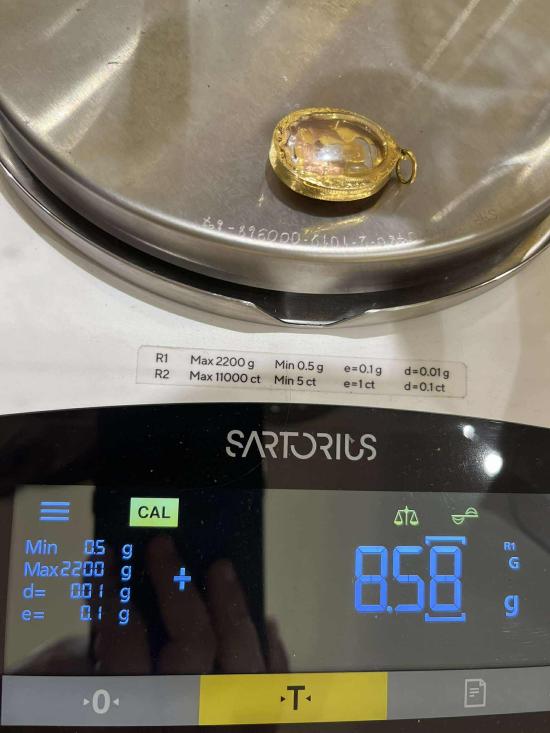 R1 Max 2200 g Min 0.5 g e=0.1 g d=0.01 g
R2 Max 11000 ct Min 5 ct e=1 ct d=0.1 ct
SARTORIUS
CAL
Min 0.5 g
Max 2200 g
d= 0.01 g
e= 0.1 g
+ 8.58 g
R1
G
0
T